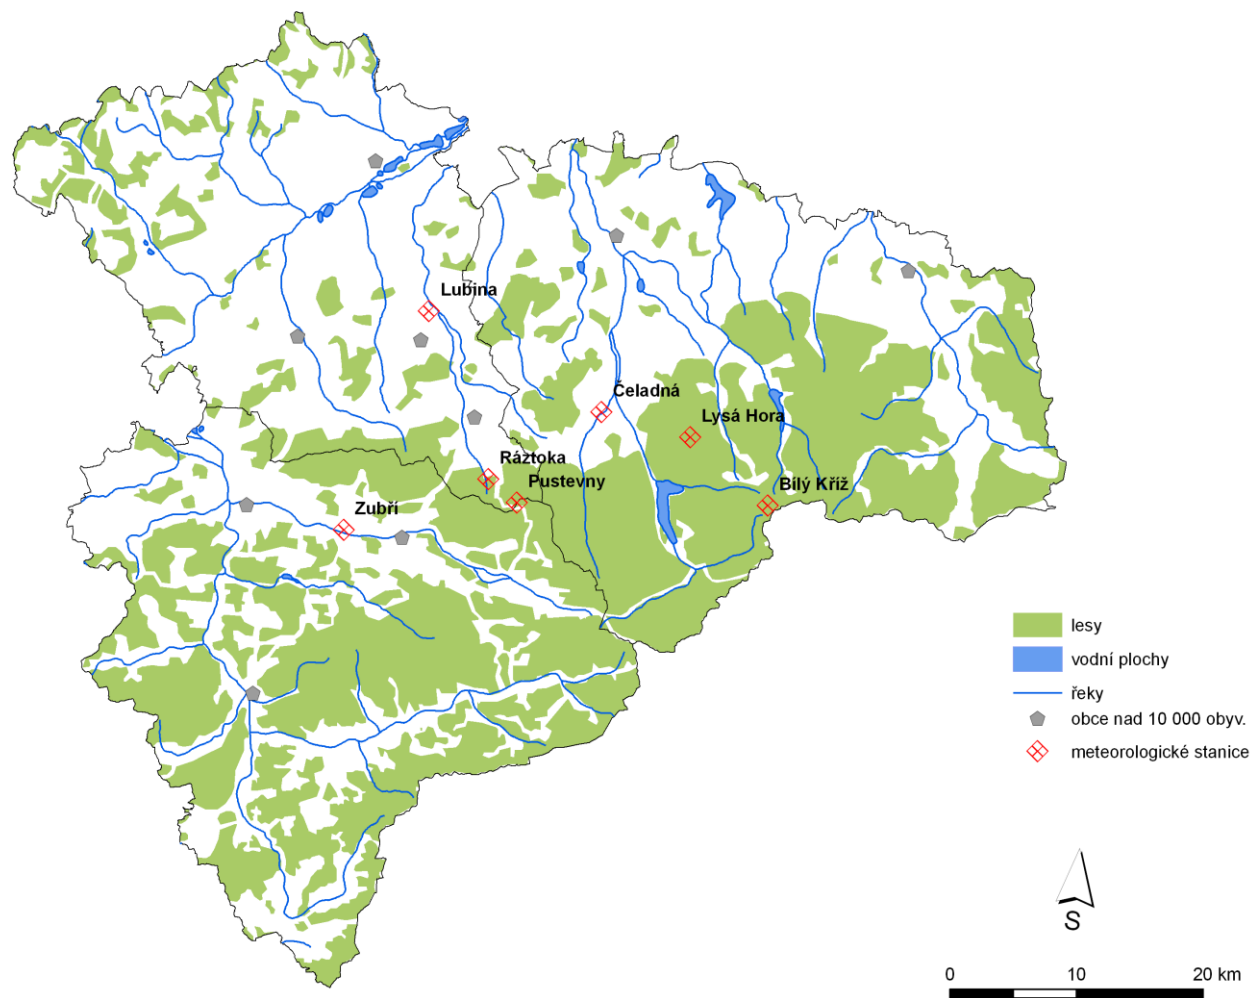 Lubina
Čeladná
Lysá Hora
Ráztoka
Pustevny
Bílý Kříž
Zubří
lesy
vodní plochy
řeky
obce nad 10 000 obyv.
meteorologické stanice
S
0 10 20 km